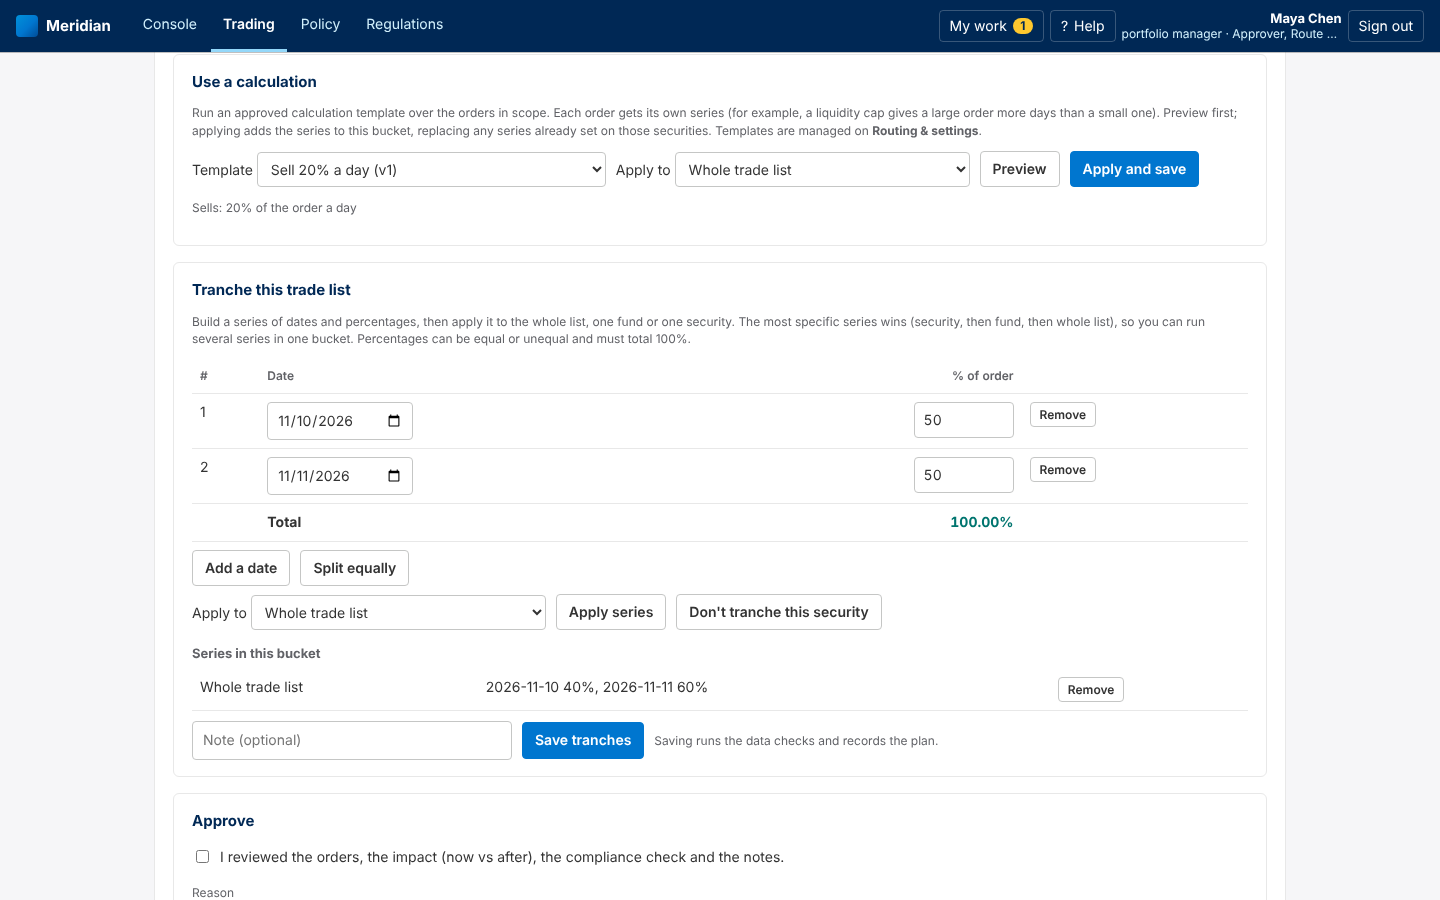 Meridian
Console
Trading
Policy
Regulations
My work 1
? Help
Maya Chen
portfolio manager · Approver, Route ...
Sign out
Use a calculation
Run an approved calculation template over the orders in scope. Each order gets its own series (for example, a liquidity cap gives a large order more days than a small one). Preview first;
applying adds the series to this bucket, replacing any series already set on those securities. Templates are managed on Routing & settings.
Template Sell 20% a day (v1) Apply to Whole trade list Preview Apply and save
Sells: 20% of the order a day
Tranche this trade list
Build a series of dates and percentages, then apply it to the whole list, one fund or one security. The most specific series wins (security, then fund, then whole list), so you can run
several series in one bucket. Percentages can be equal or unequal and must total 100%.
# Date % of order
1 11/10/2026 50 Remove
2 11/11/2026 50 Remove
Total 100.00%
Add a date Split equally
Apply to Whole trade list Apply series Don't tranche this security
Series in this bucket
Whole trade list 2026-11-10 40%, 2026-11-11 60% Remove
Note (optional) Save tranches Saving runs the data checks and records the plan.
Approve
I reviewed the orders, the impact (now vs after), the compliance check and the notes.
Reason